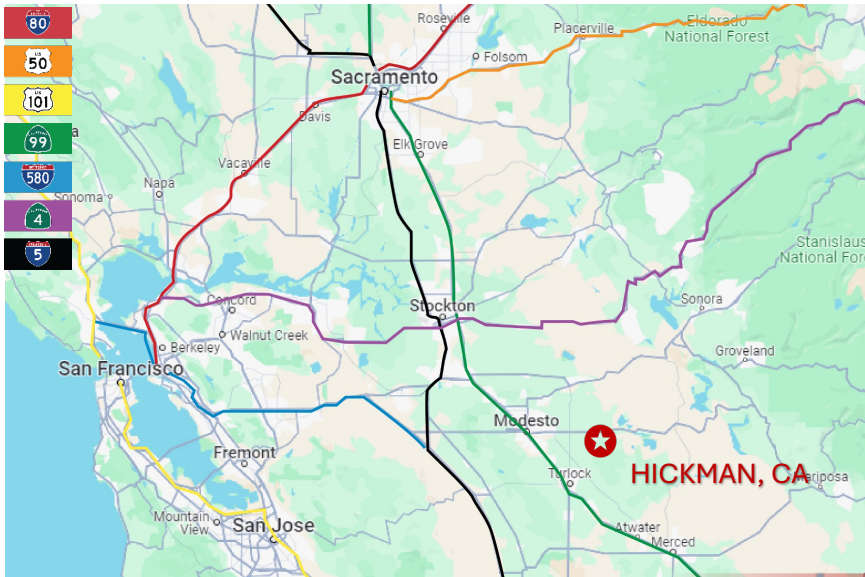 80
US
50
US
101
99
580
4
5
Roseville
Placerville
Eldorado
National Forest
Folsom
Sacramento
Davis
Elk Grove
Vacaville
Napa
Sonoma
Stanislaus
National For
Concord
Stockton
Sonora
Walnut Creek
Berkeley
Groveland
San Francisco
Modesto
Fremont
HICKMAN, CA
Turlock
Mariposa
Mountain
View
San Jose
Atwater
Merced